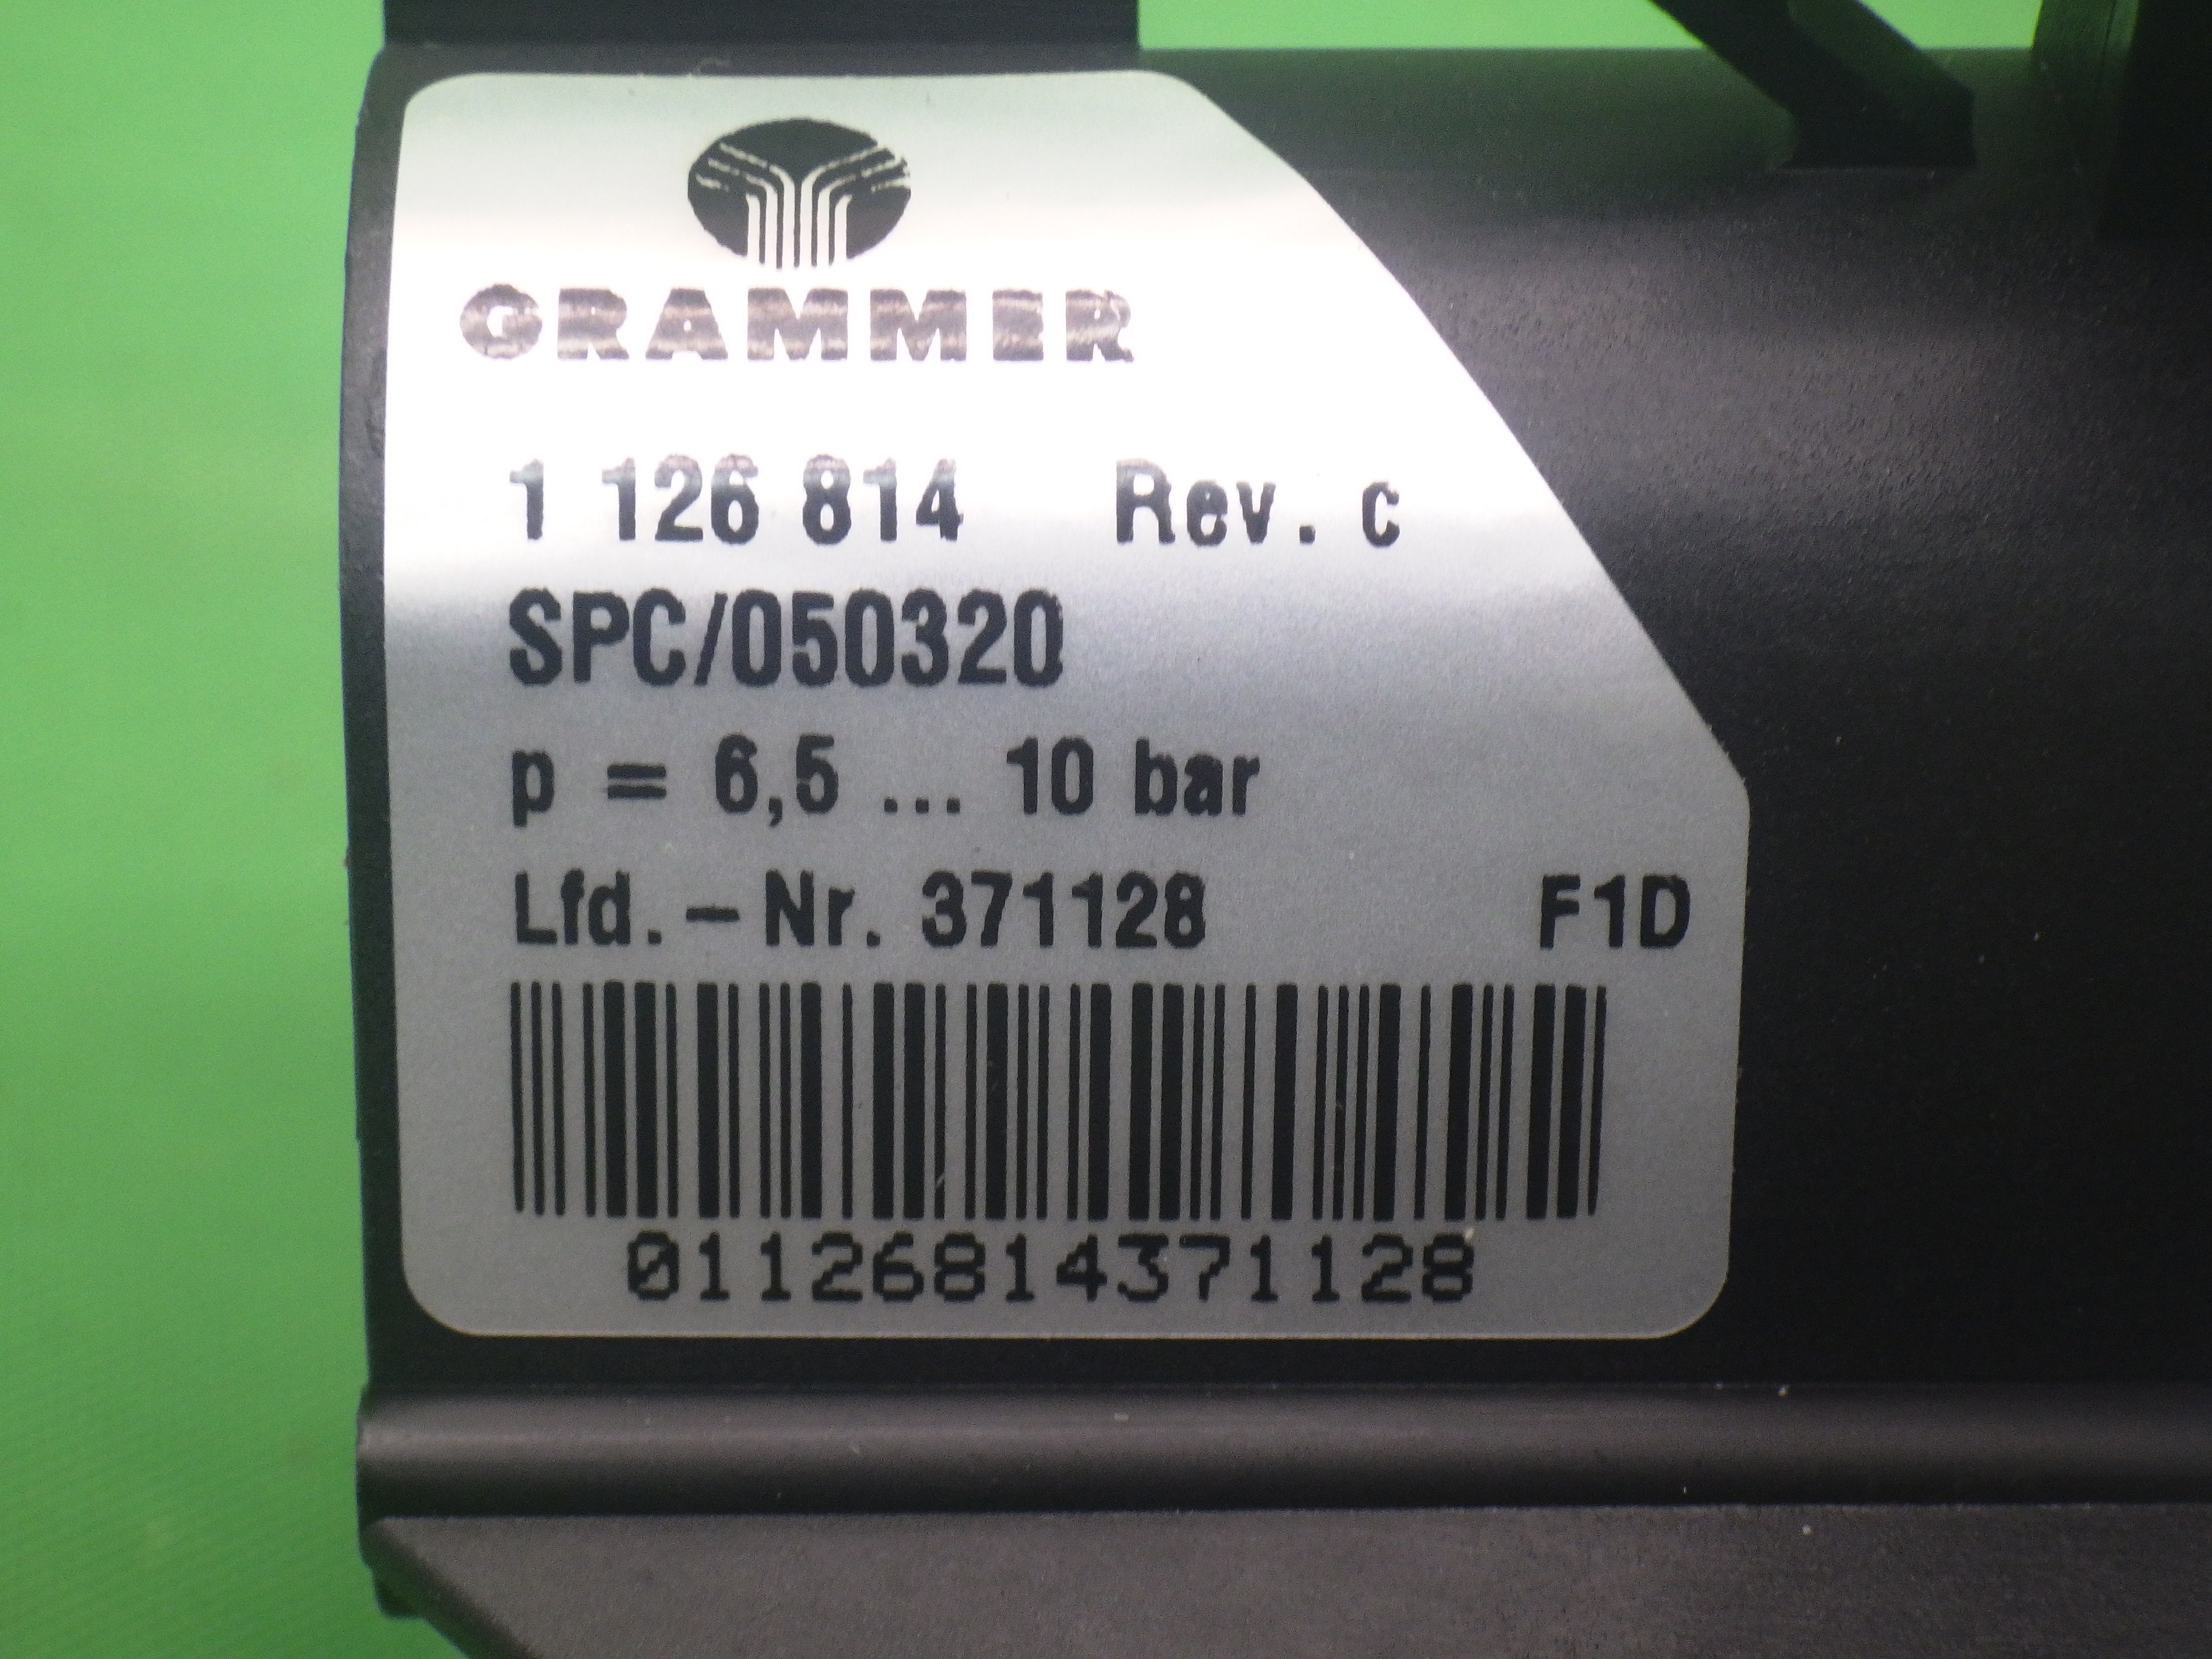 GRAMMER
1 126 814 Rev. c
SPC/050320
p = 6,5 ... 10 bar
Lfd.-Nr. 371128 F1D
01126814371128